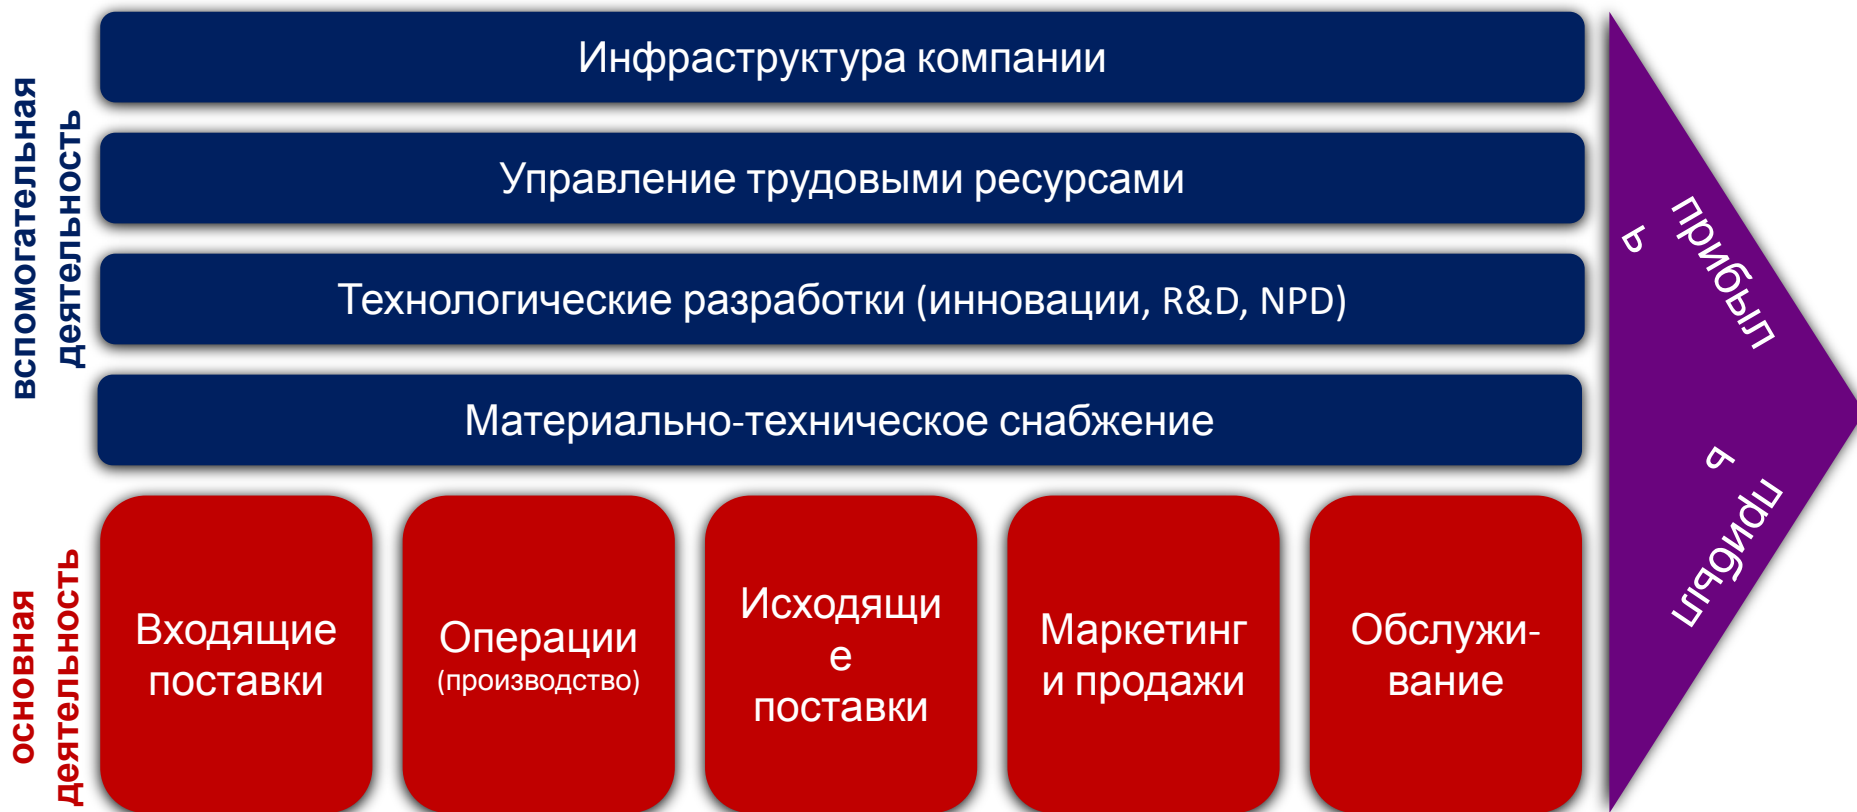 вспомогательная
деятельность
Инфраструктура компании
Управление трудовыми ресурсами
Технологические разработки (инновации, R&D, NPD)
Материально-техническое снабжение
основная
деятельность
Входящие
поставки
Операции
(производство)
Исходящи
е
поставки
Маркетинг
и продажи
Обслужи-
вание
прибыл
ь
прибыл
ь